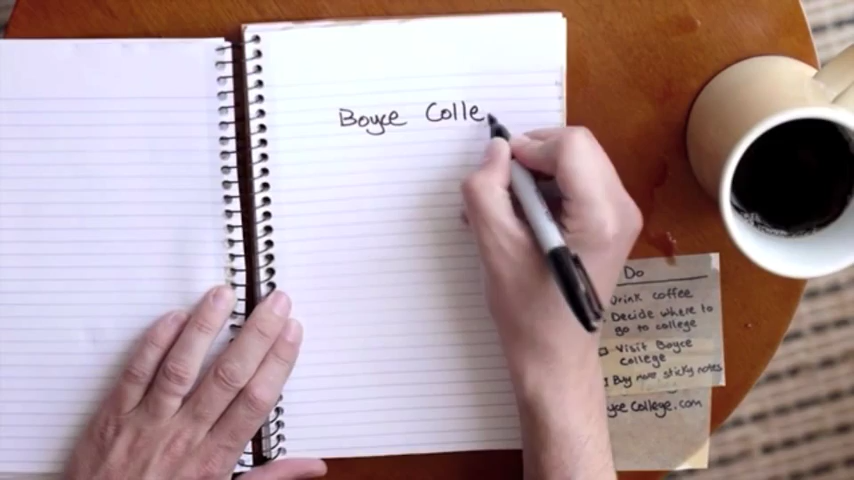 Boyce Colle
Do
Drink coffee
Decide where to
go to college
Visit Boyce
College
Buy more sticky notes
yce College.com